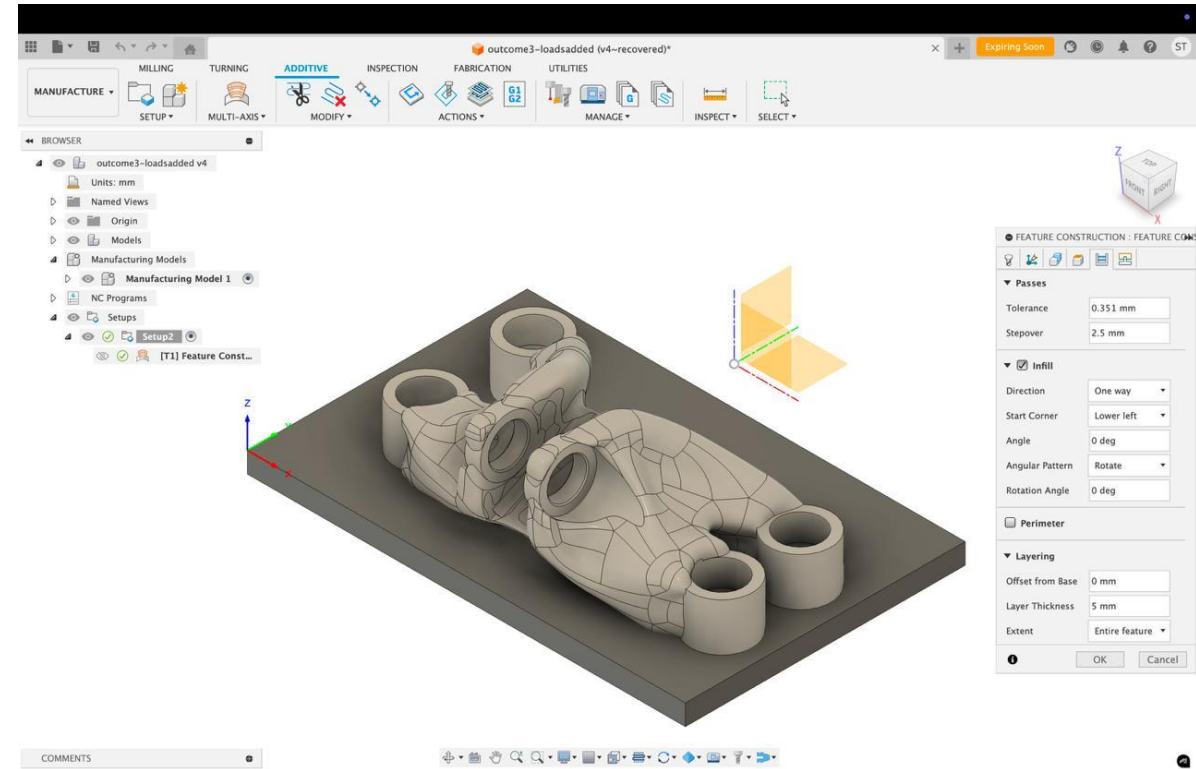 outcome3-loadsadded (v4~recovered)*
Expiring Soon
ST
MILLING TURNING ADDITIVE INSPECTION FABRICATION UTILITIES
MANUFACTURE
G1
G2
G
SETUP MULTI-AXIS MODIFY ACTIONS MANAGE INSPECT SELECT
BROWSER
outcome3-loadsadded v4
Units: mm
Named Views
Origin
Models
Manufacturing Models
Manufacturing Model 1
NC Programs
Setups
Setup2
[T1] Feature Const...
Z
TOP
FRONT RIGHT
X
FEATURE CONSTRUCTION : FEATURE CONS
Passes
Tolerance 0.351 mm
Stepover 2.5 mm
Infill
Direction One way
Start Corner Lower left
Angle 0 deg
Angular Pattern Rotate
Rotation Angle 0 deg
Perimeter
Layering
Offset from Base 0 mm
Layer Thickness 5 mm
Extent Entire feature
OK Cancel
Z
X
COMMENTS